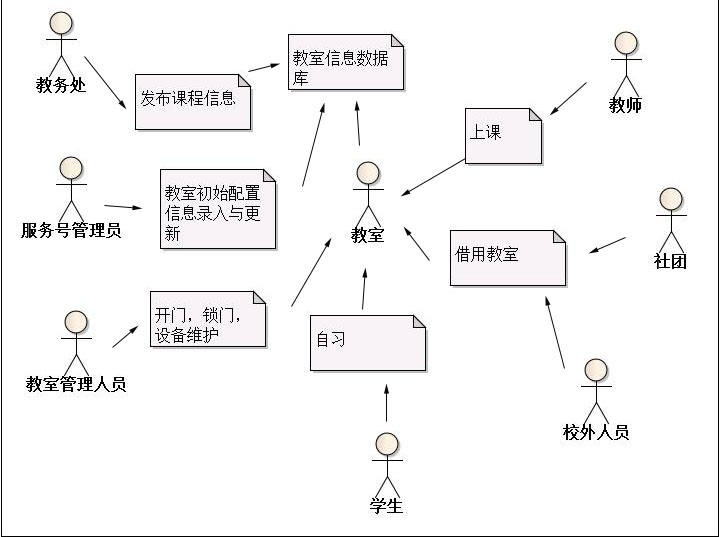 教务处
发布课程信息
教室信息数据
库
教师
上课
服务号管理员
教室初始配置
信息录入与更
新
教室
借用教室
社团
教室管理人员
开门，锁门，
设备维护
自习
校外人员
学生